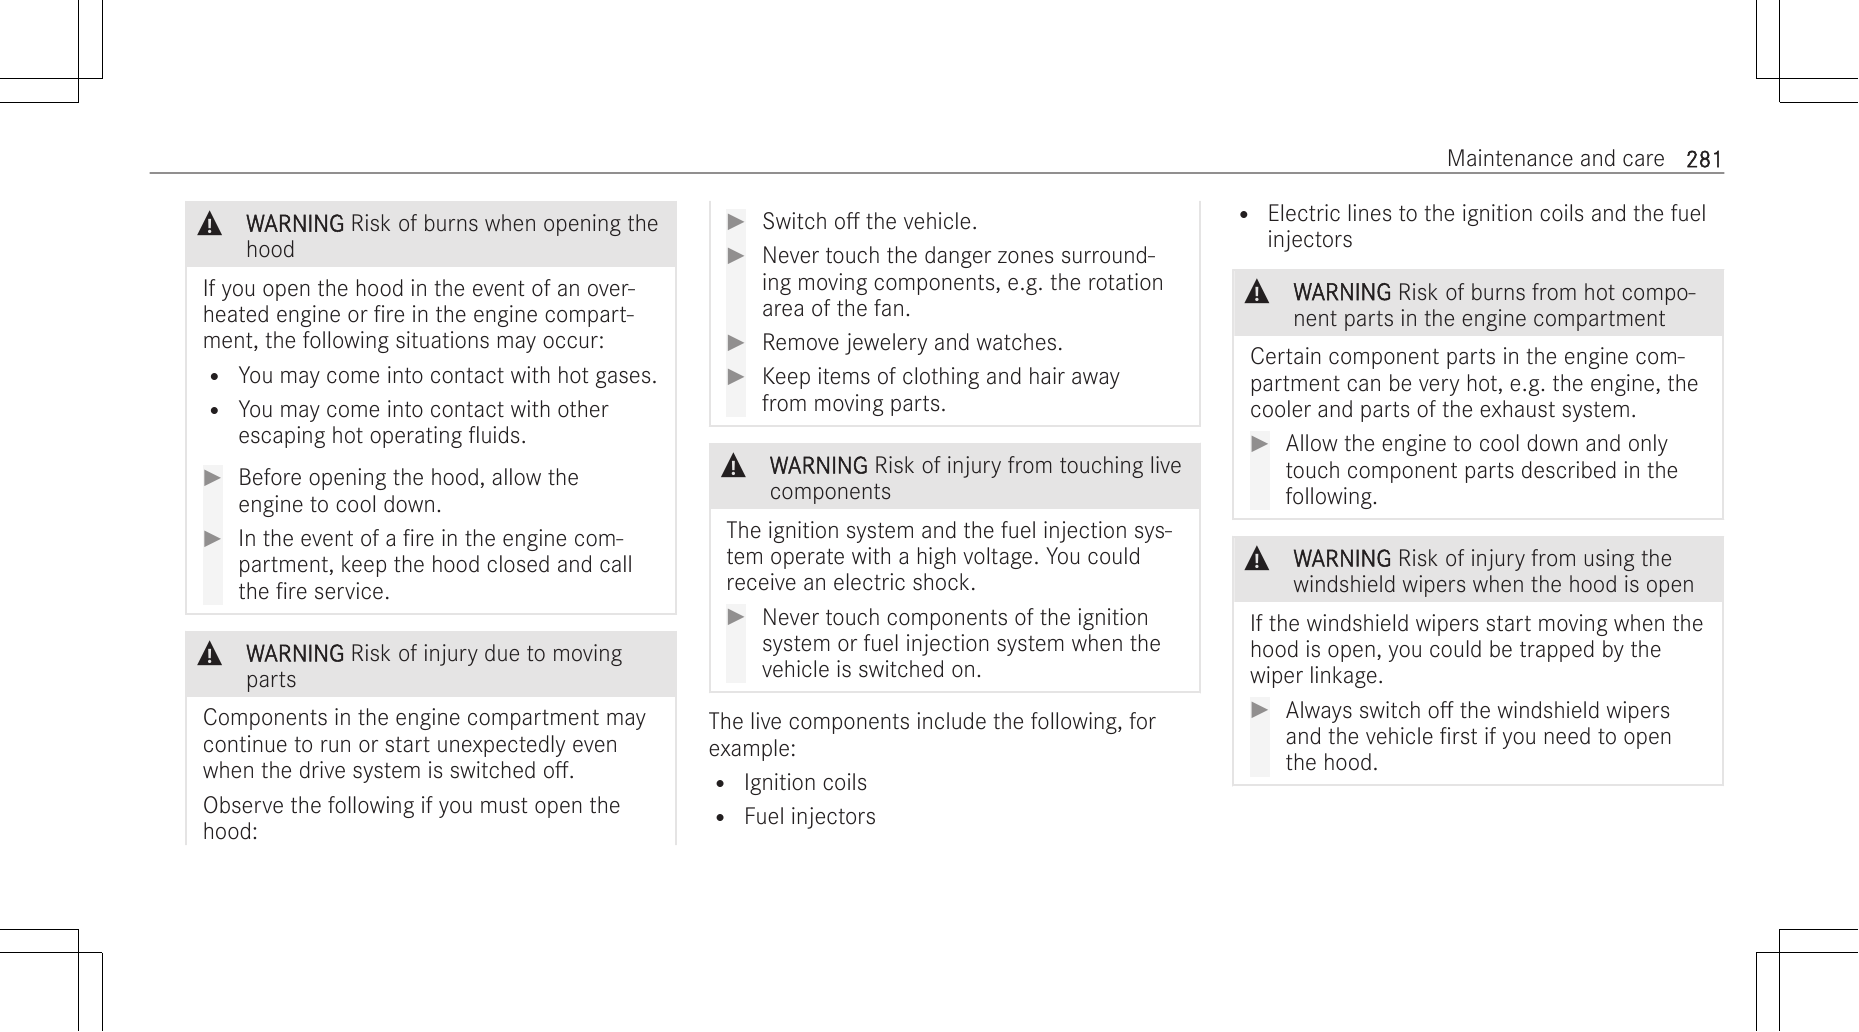 Maintenance and care 281
WARNING Risk of burns when opening the
hood
If you open the hood in the event of an over-
heated engine or fire in the engine compart-
ment, the following situations may occur:
• You may come into contact with hot gases.
• You may come into contact with other
escaping hot operating fluids.
▶ Before opening the hood, allow the
engine to cool down.
▶ In the event of a fire in the engine com-
partment, keep the hood closed and call
the fire service.
WARNING Risk of injury due to moving
parts
Components in the engine compartment may
continue to run or start unexpectedly even
when the drive system is switched off.
Observe the following if you must open the
hood:
▶ Switch off the vehicle.
▶ Never touch the danger zones surround-
ing moving components, e.g. the rotation
area of the fan.
▶ Remove jewelery and watches.
▶ Keep items of clothing and hair away
from moving parts.
WARNING Risk of injury from touching live
components
The ignition system and the fuel injection sys-
tem operate with a high voltage. You could
receive an electric shock.
▶ Never touch components of the ignition
system or fuel injection system when the
vehicle is switched on.
The live components include the following, for
example:
• Ignition coils
• Fuel injectors
• Electric lines to the ignition coils and the fuel
injectors
WARNING Risk of burns from hot compo-
nent parts in the engine compartment
Certain component parts in the engine com-
partment can be very hot, e.g. the engine, the
cooler and parts of the exhaust system.
▶ Allow the engine to cool down and only
touch component parts described in the
following.
WARNING Risk of injury from using the
windshield wipers when the hood is open
If the windshield wipers start moving when the
hood is open, you could be trapped by the
wiper linkage.
▶ Always switch off the windshield wipers
and the vehicle first if you need to open
the hood.